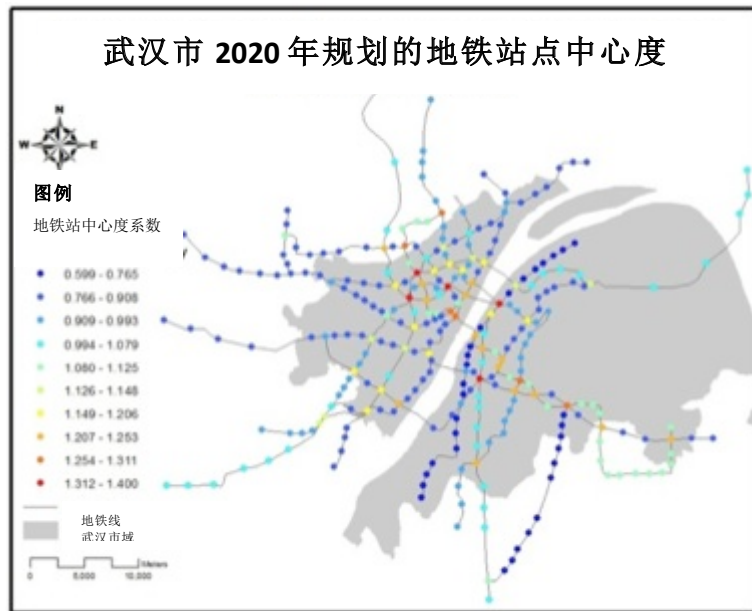 武汉市 2020 年规划的地铁站点中心度
N
W
E
S
图例
地铁站中心度系数
0.599 - 0.765
0.766 - 0.908
0.909 - 0.993
0.994 - 1.079
1.080 - 1.125
1.126 - 1.148
1.149 - 1.206
1.207 - 1.253
1.254 - 1.311
1.312 - 1.400
地铁线
武汉市域
Meters
0 5,000 10,000